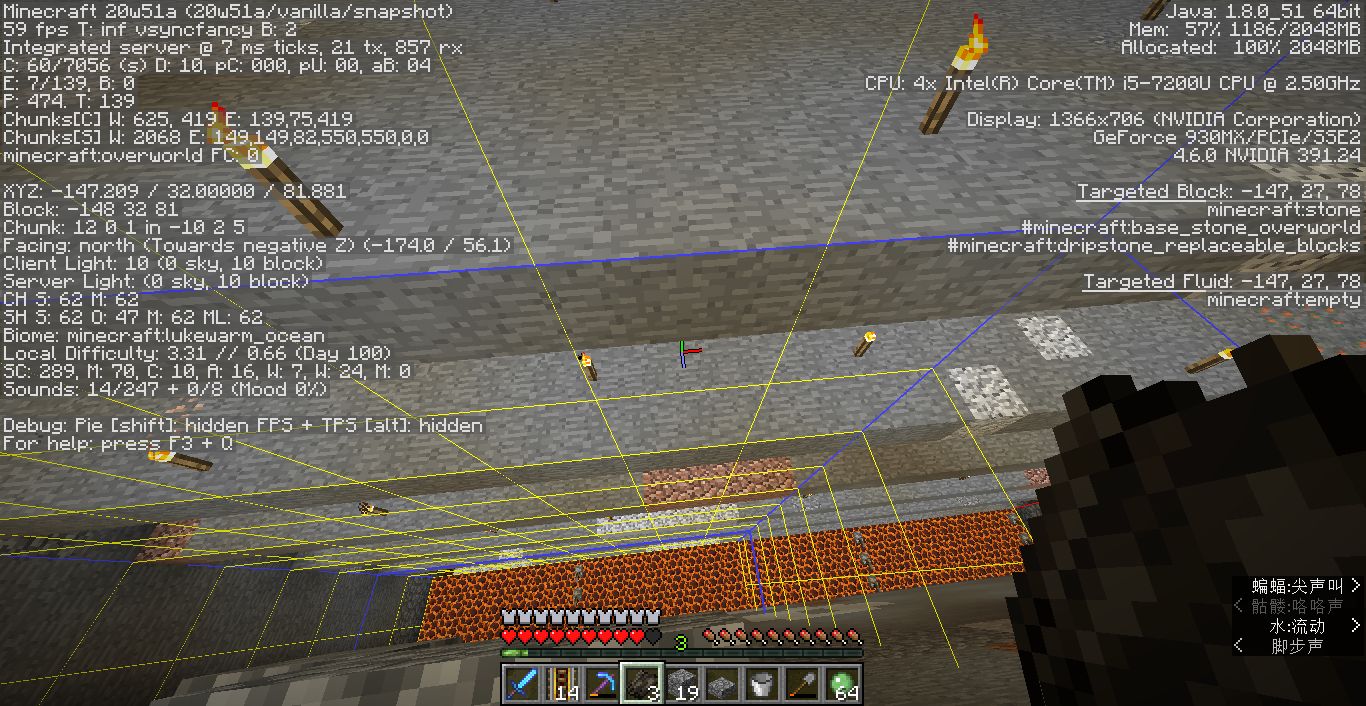 Minecraft 20w51a (20w51a/vanilla/snapshot)
59 fps T: inf vsyncfancy B: 2
Integrated server @ 7 ms ticks, 21 tx, 857 rx
C: 60/7056 (s) D: 10, pC: 000, pU: 00, aB: 04
E: 7/139, B: 0
P: 474. T: 139
Chunks[C] W: 625, 419 E: 139,75,419
Chunks[S] W: 2068 E: 149,49,82,550,550,0,0
minecraft:overworld FC: 0
XYZ: -147.209 / 32.00000 / 81.881
Block: -148 32 81
Chunk: 12 0 1 in -10 2 5
Facing: north (Towards negative Z) (-174.0 / 56.1)
Client Light: 10 (0 sky, 10 block)
Server Light: (0 sky, 10 block)
CH S: 62 M: 62
SH S: 62 O: 47 M: 62 ML: 62
Biome: minecraft:lukewarm_ocean
Local Difficulty: 3.31 // 0.66 (Day 100)
SC: 289, M: 70, C: 10, A: 16, W: 7, W: 24, M: 0
Sounds: 14/247 + 0/8 (Mood 0%)
Debug: Pie [shift]: hidden FPS + TPS [alt]: hidden
For help: press F3 + Q
Java: 1.8.0_51 64bit
Mem: 57% 1186/2048MB
Allocated: 100% 2048MB
CPU: 4x Intel(R) Core(TM) i5-7200U CPU @ 2.50GHz
Display: 1366x706 (NVIDIA Corporation)
GeForce 930MX/PCIe/SSE2
4.6.0 NVIDIA 391.24
Targeted Block: -147, 27, 78
minecraft:stone
#minecraft:base_stone_overworld
#minecraft:dripstone_replaceable_blocks
Targeted Fluid: -147, 27, 78
minecraft:empty
蝙蝠:尖声叫 >
< 骷髅:咯咯声
水:流动 >
< 脚步声
3
14 3 19 64